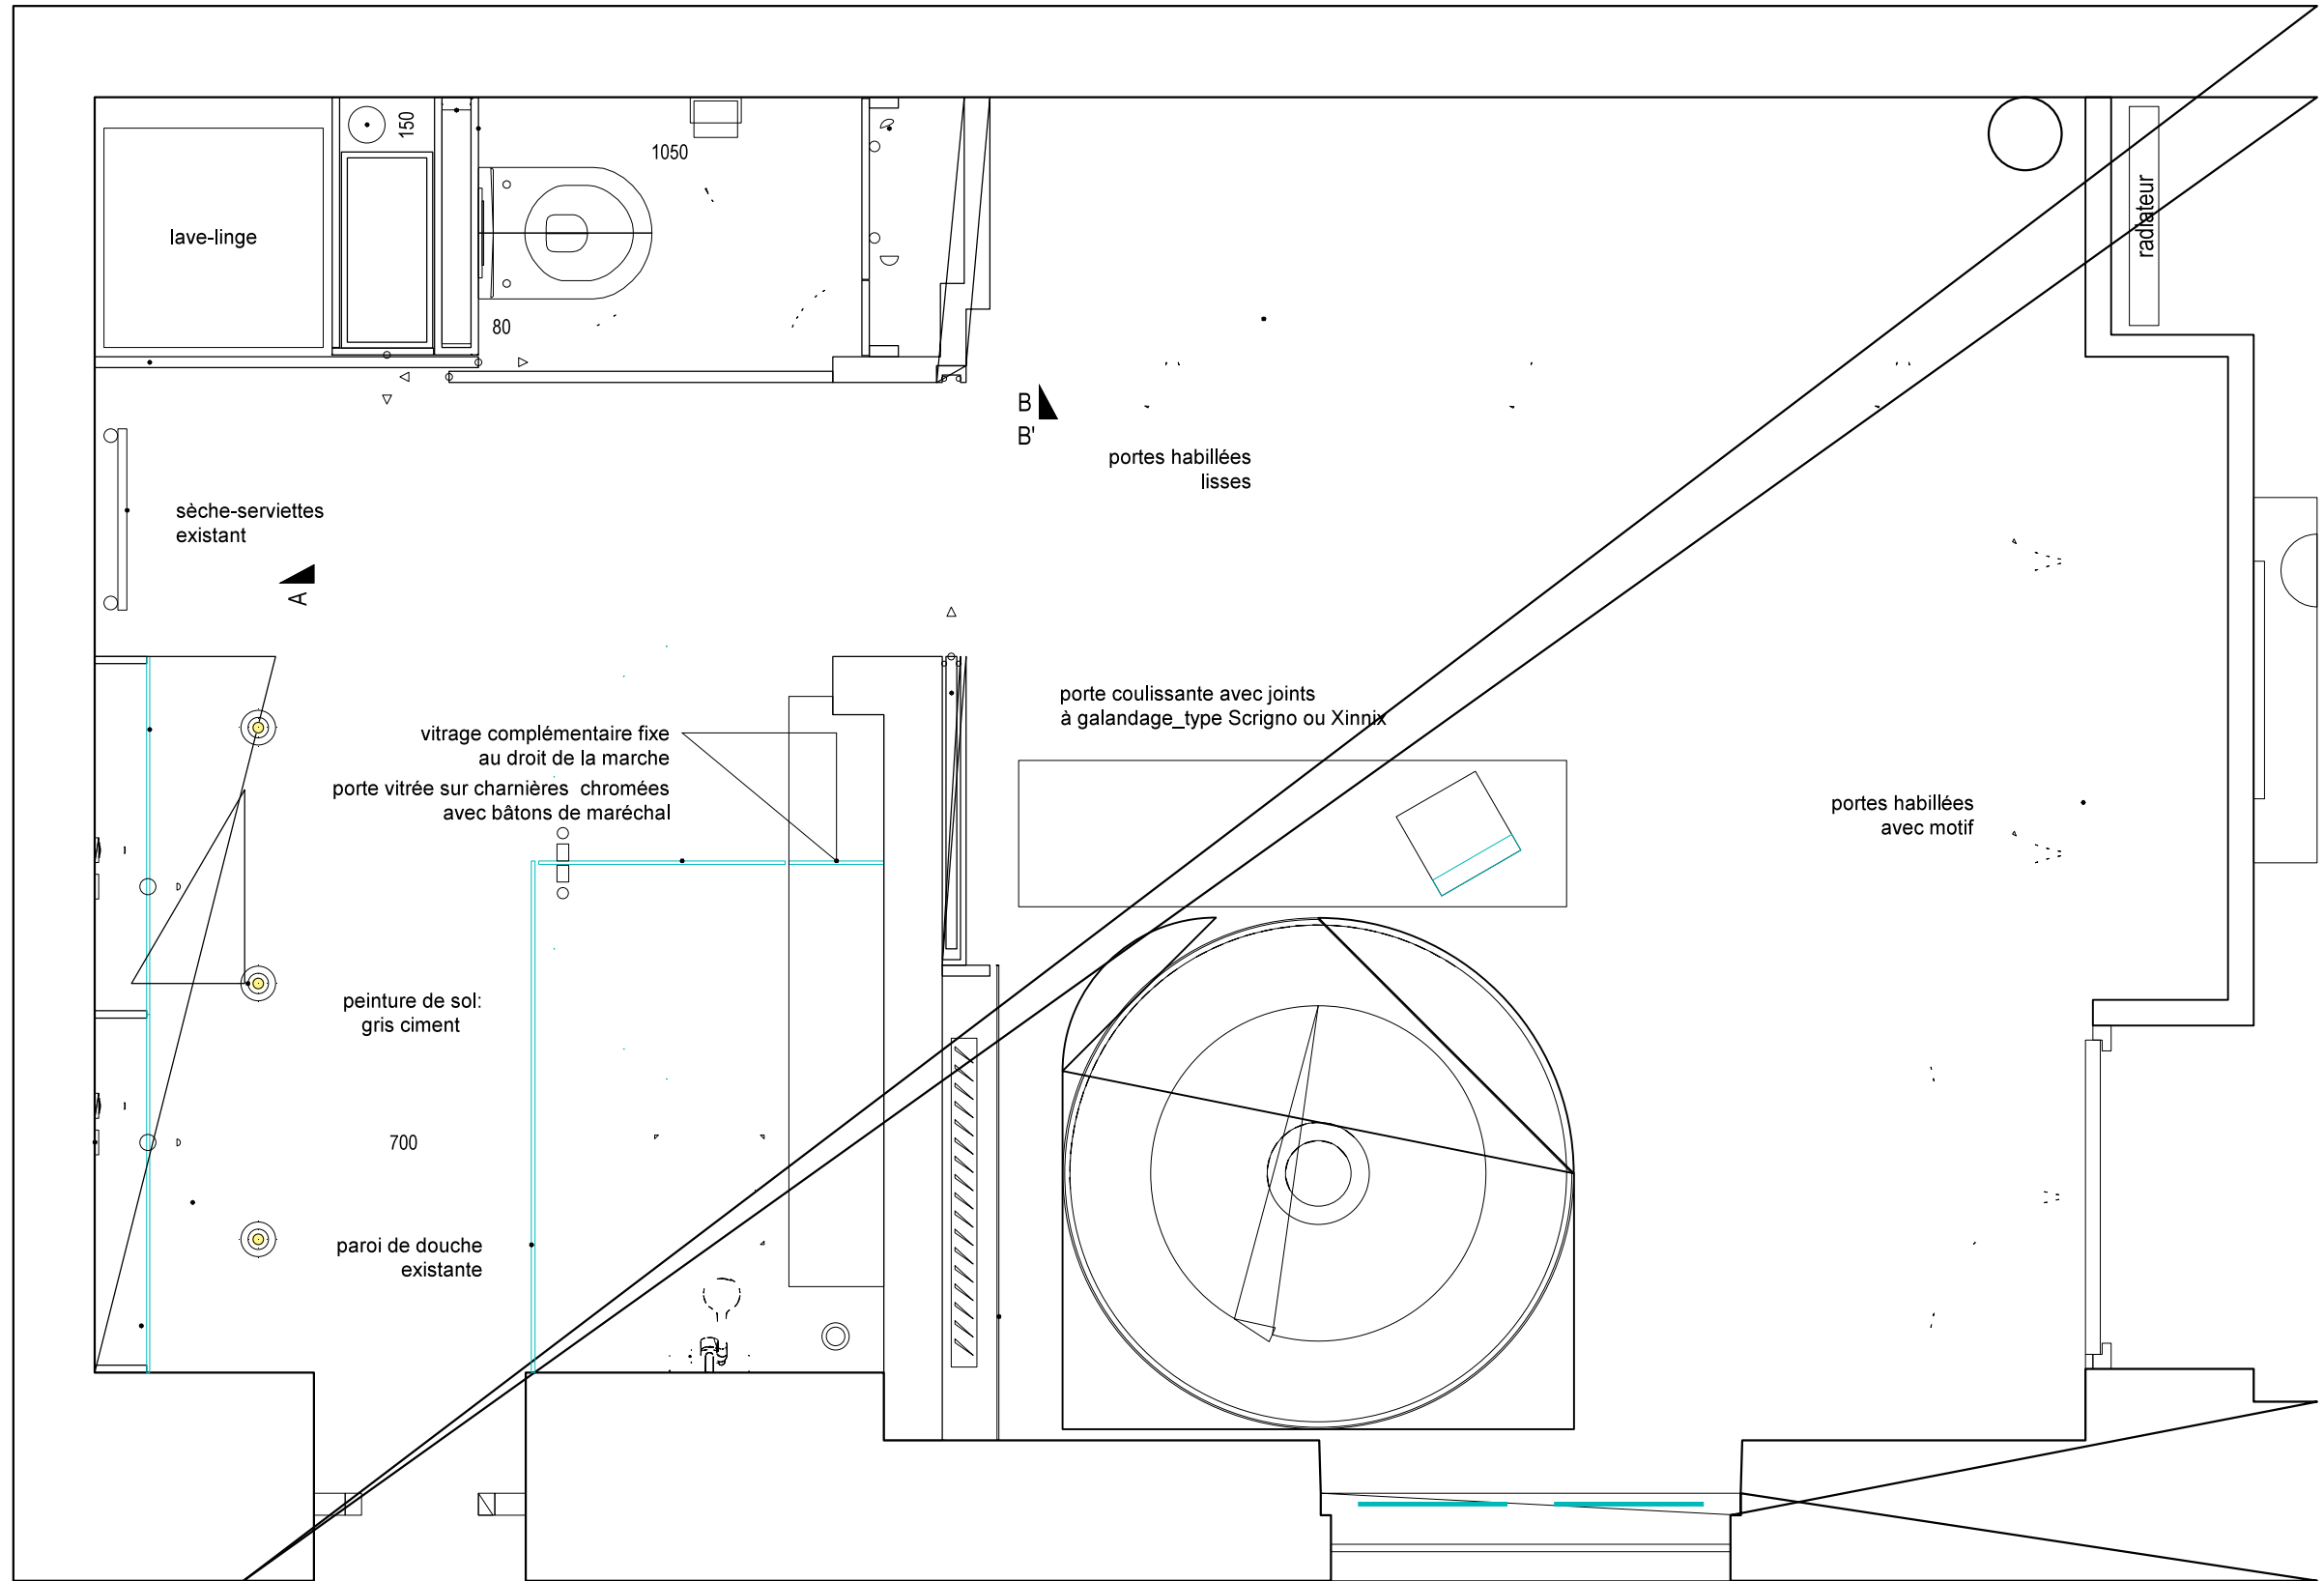 150
1050
lave-linge
radiateur
80
B
B'
portes habillées
lisses
sèche-serviettes
existant
A
porte coulissante avec joints
à galandage_type Scrigno ou Xinnix
vitrage complémentaire fixe
au droit de la marche
porte vitrée sur charnières chromées
avec bâtons de maréchal
portes habillées
avec motif
peinture de sol:
gris ciment
700
paroi de douche
existante